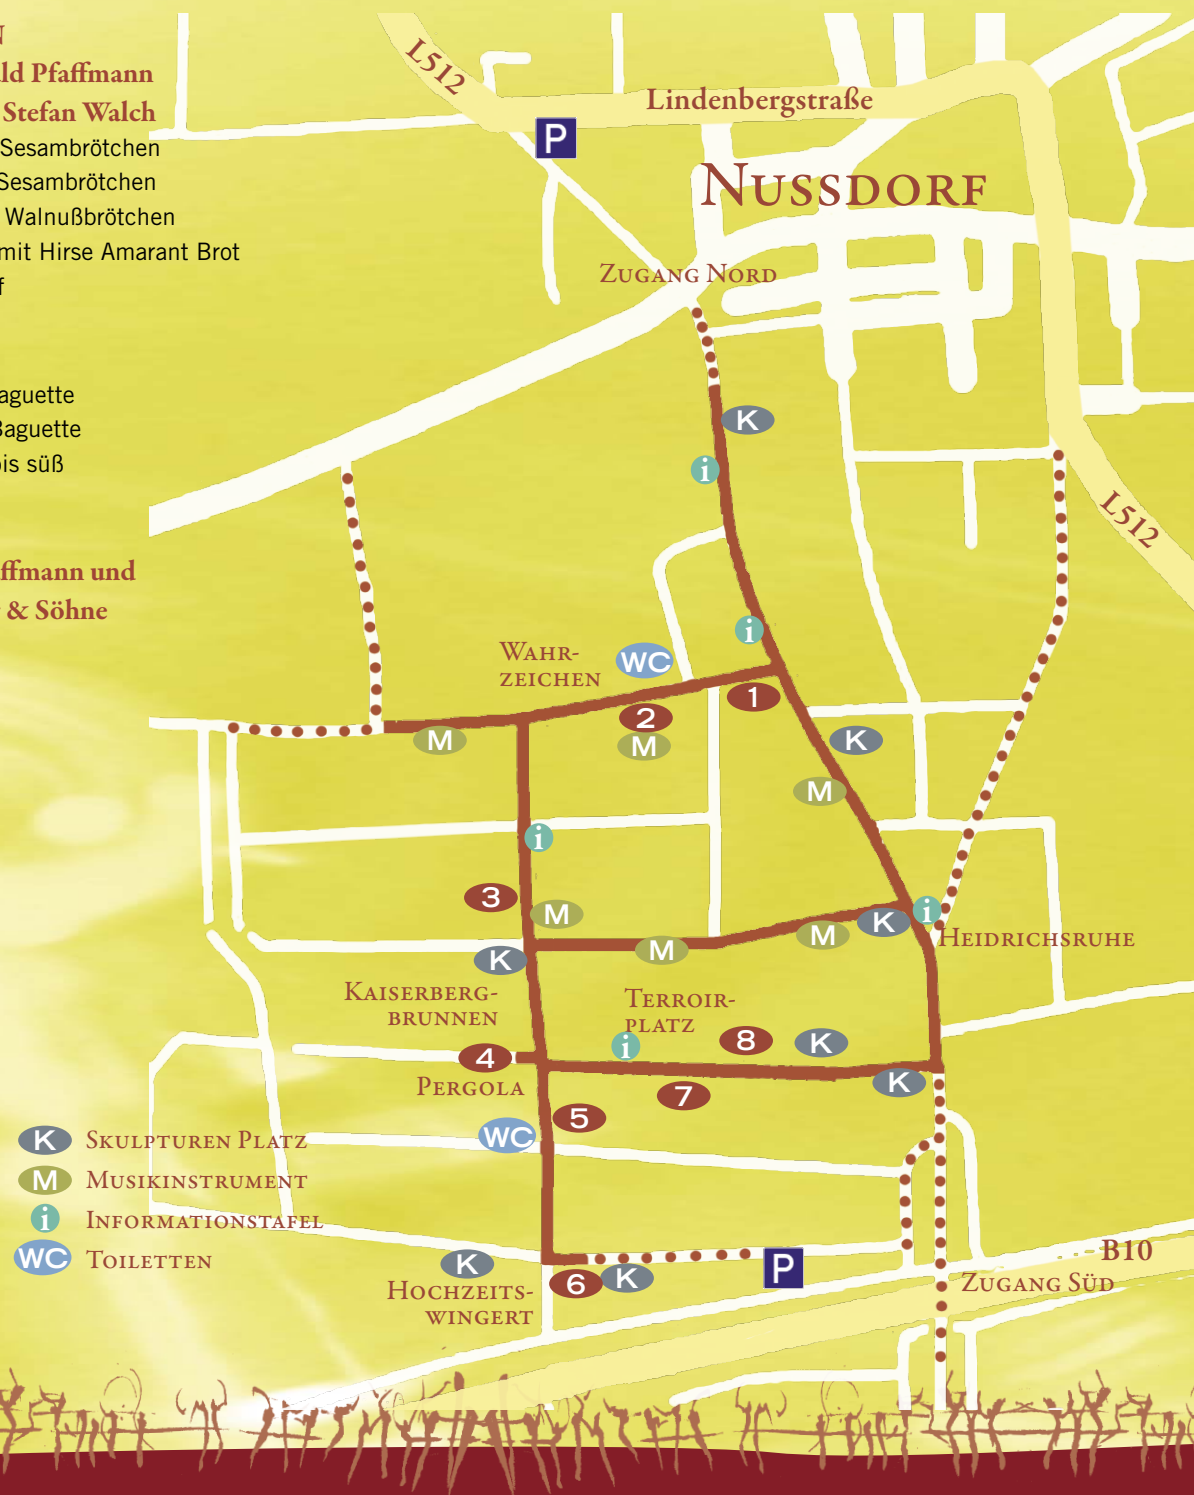 ld Pfaffmann
Stefan Walch
Sesambrötchen
Sesambrötchen
Walnußbrötchen
mit Hirse Amarant Brot
f
aguette
Baguette
bis süß
ffmann und
& Söhne
L512
Lindenbergstraße
P
Nussdorf
Zugang Nord
K
i
L512
i
Wahr-
zeichen
WC
1
2
M
M
K
M
i
3
M
K
i
M
M
Heidrichsruhe
K
Kaiserberg-
brunnen
Terroir-
platz
i
8
K
4
Pergola
K
7
5
WC
K Skulpturen Platz
M Musikinstrument
i Informationstafel
WC Toiletten
K
Hochzeits-
wingert
6
K
P
B10
Zugang Süd